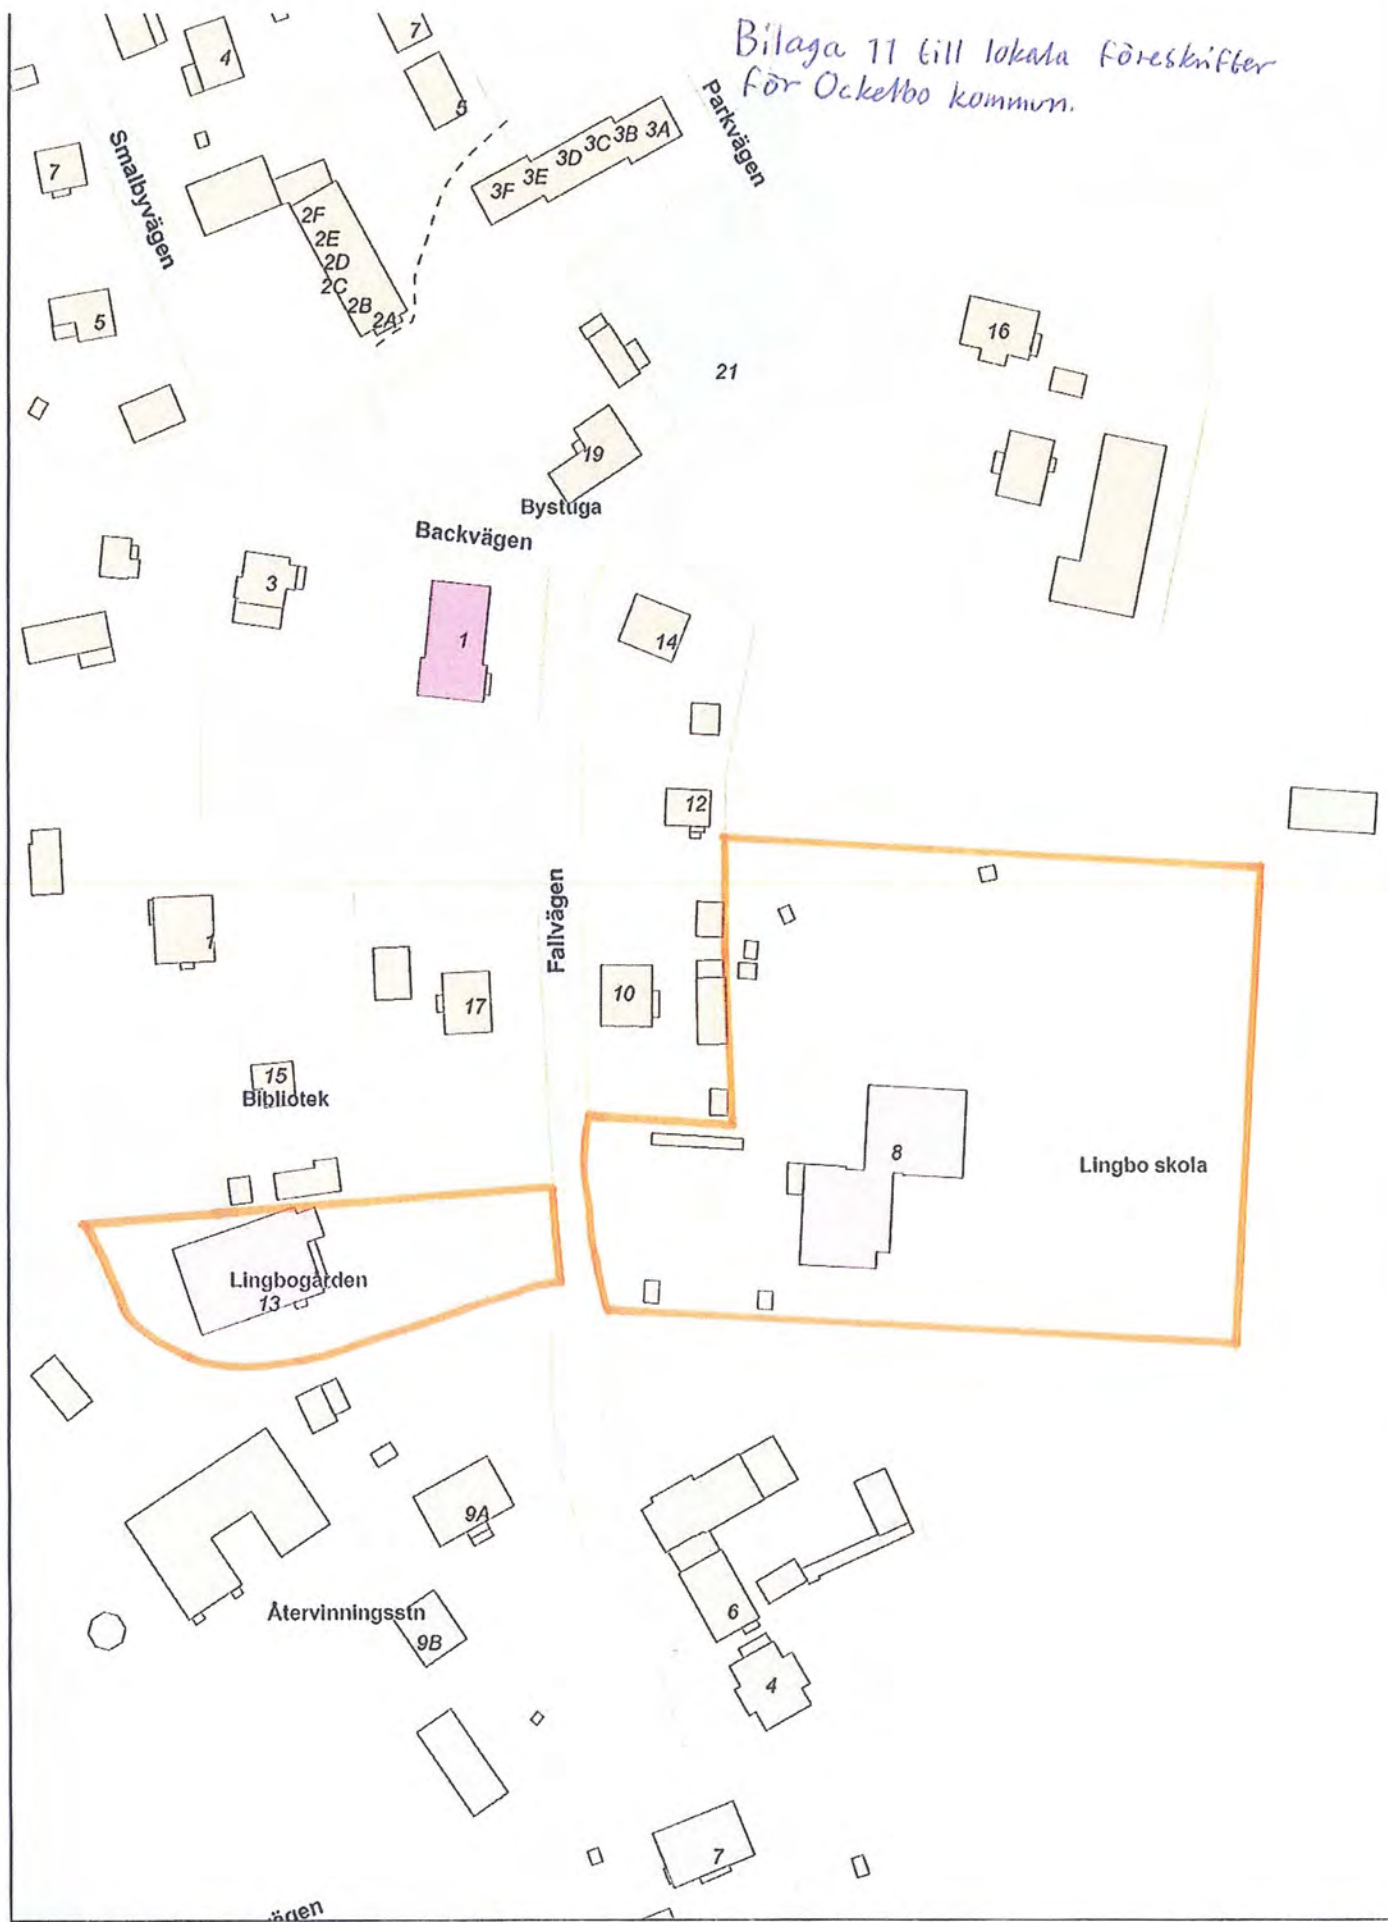 Bilaga 11 till lokala föreskrifter
för Ockelbo kommun.
7
4
5
Parkvägen
3A
3B
3C
3D
3E
3F
Smalbyvägen
7
2F
2E
2D
2C
2B
2A
5
16
21
19
Bystuga
Backvägen
3
1
14
12
Fallvägen
1
17
10
15
Bibliotek
8
Lingbo skola
Lingbogården
13
9A
Återvinningsstn
9B
6
4
7
vägen